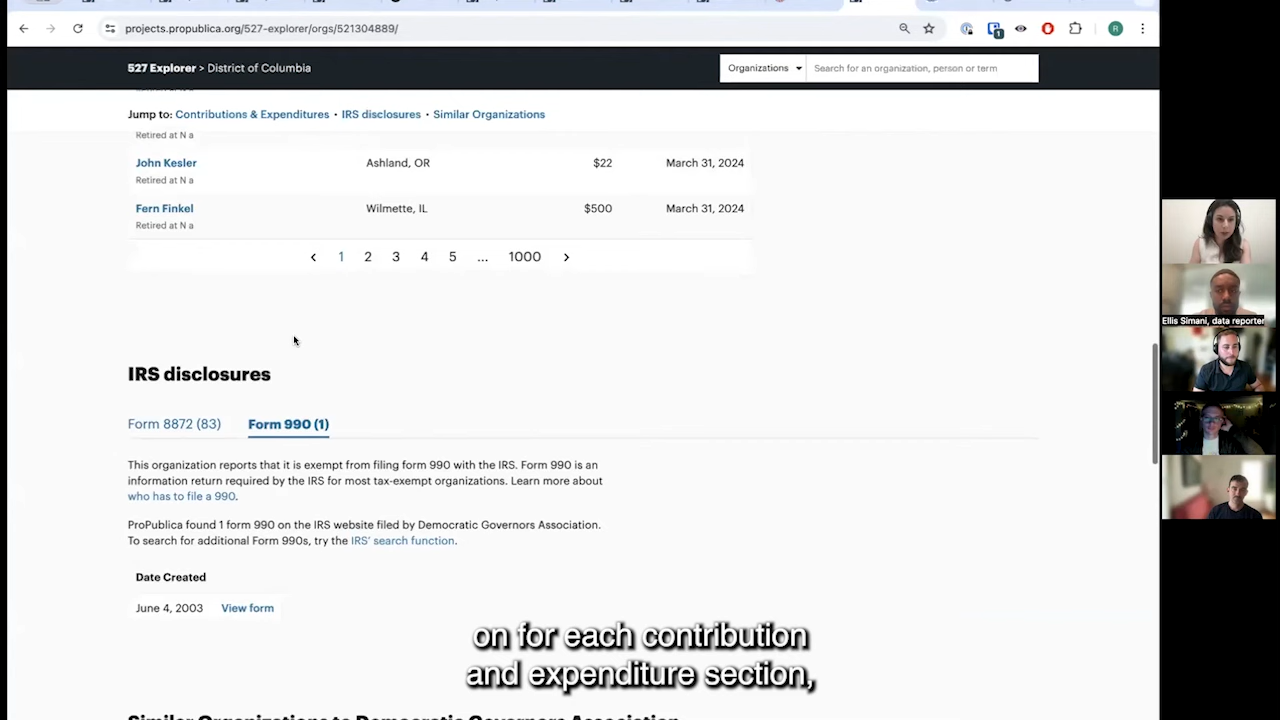 projects.propublica.org/527-explorer/orgs/521304889/
1
R
527 Explorer > District of Columbia
Organizations
Search for an organization, person or term
Jump to: Contributions & Expenditures • IRS disclosures • Similar Organizations
Retired at N a
John Kesler Ashland, OR $22 March 31, 2024
Retired at N a
Fern Finkel Wilmette, IL $500 March 31, 2024
Retired at N a
‹ 1 2 3 4 5 ... 1000 ›
Ellis Simani, data reporter
IRS disclosures
Form 8872 (83) Form 990 (1)
This organization reports that it is exempt from filing form 990 with the IRS. Form 990 is an
information return required by the IRS for most tax-exempt organizations. Learn more about
who has to file a 990.
ProPublica found 1 form 990 on the IRS website filed by Democratic Governors Association.
To search for additional Form 990s, try the IRS' search function.
Date Created
June 4, 2003 View form
on for each contribution
and expenditure section,
Similar Organizations to Democratic Governors Association